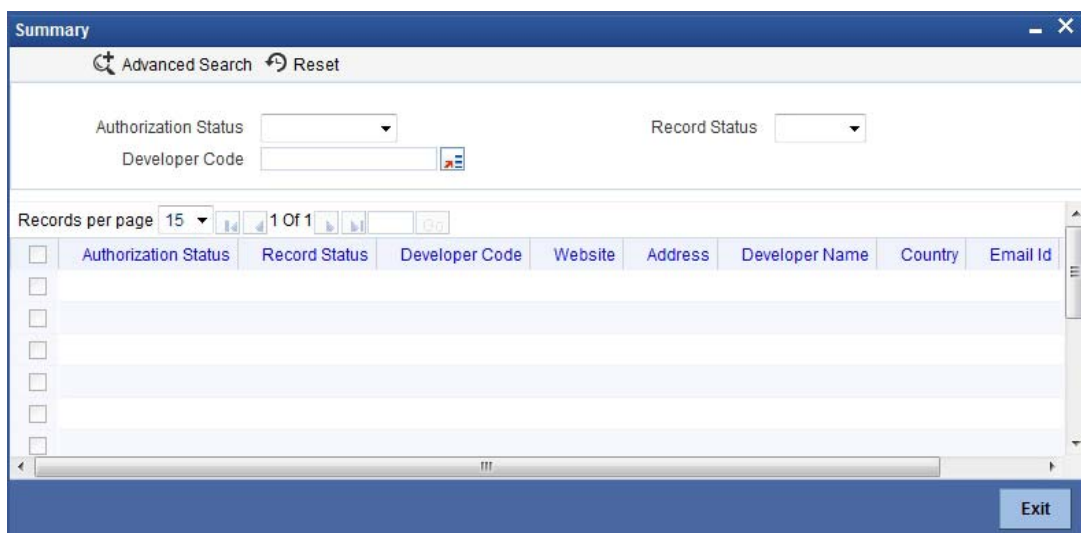 Summary
Advanced Search Reset
Authorization Status Record Status
Developer Code
Records per page 15 1 Of 1 Go
Authorization Status Record Status Developer Code Website Address Developer Name Country Email Id
Exit